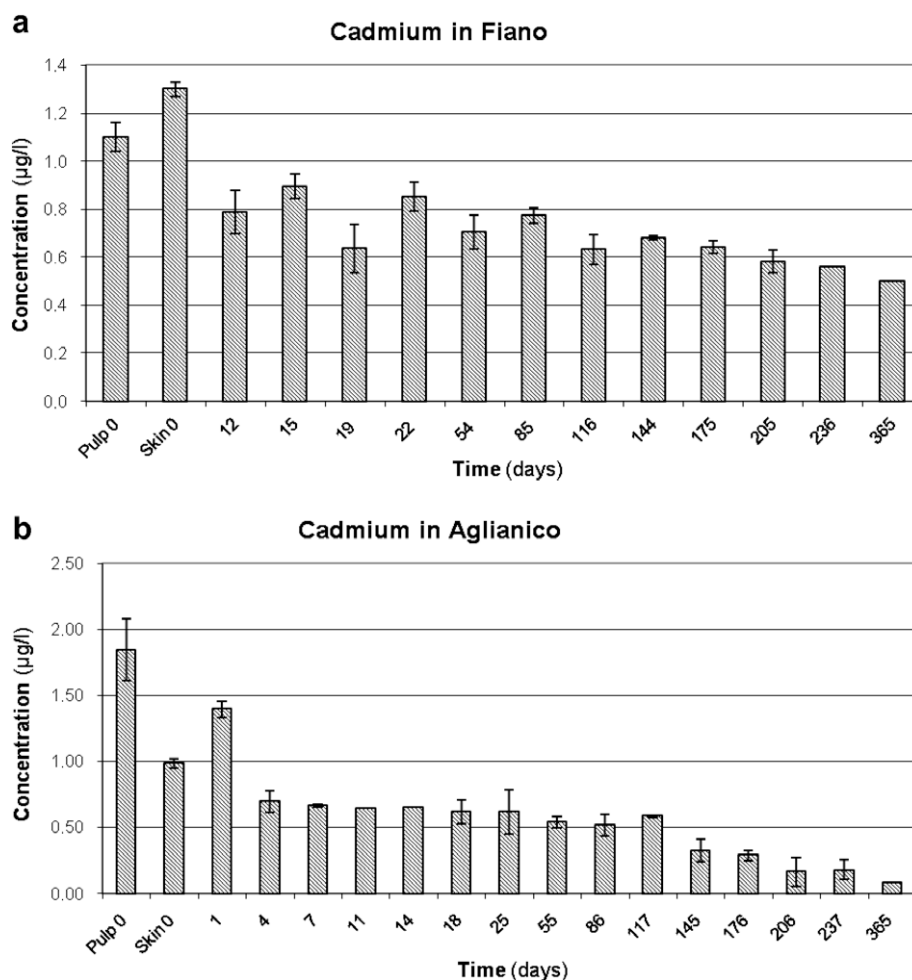 a
Cadmium in Fiano
Concentration (µg/l)
1,4
1.2
1.0
0.8
0.6
0.4
0.2
0,0
Pulp 0 Skin 0 12 15 19 22 54 85 116 144 175 205 236 365
Time (days)
b
Cadmium in Aglianico
Concentration (µg/l)
2.50
2.00
1.50
1.00
0.50
0.00
Pulp 0 Skin 0 1 4 7 11 14 18 25 55 86 117 145 176 206 237 365
Time (days)